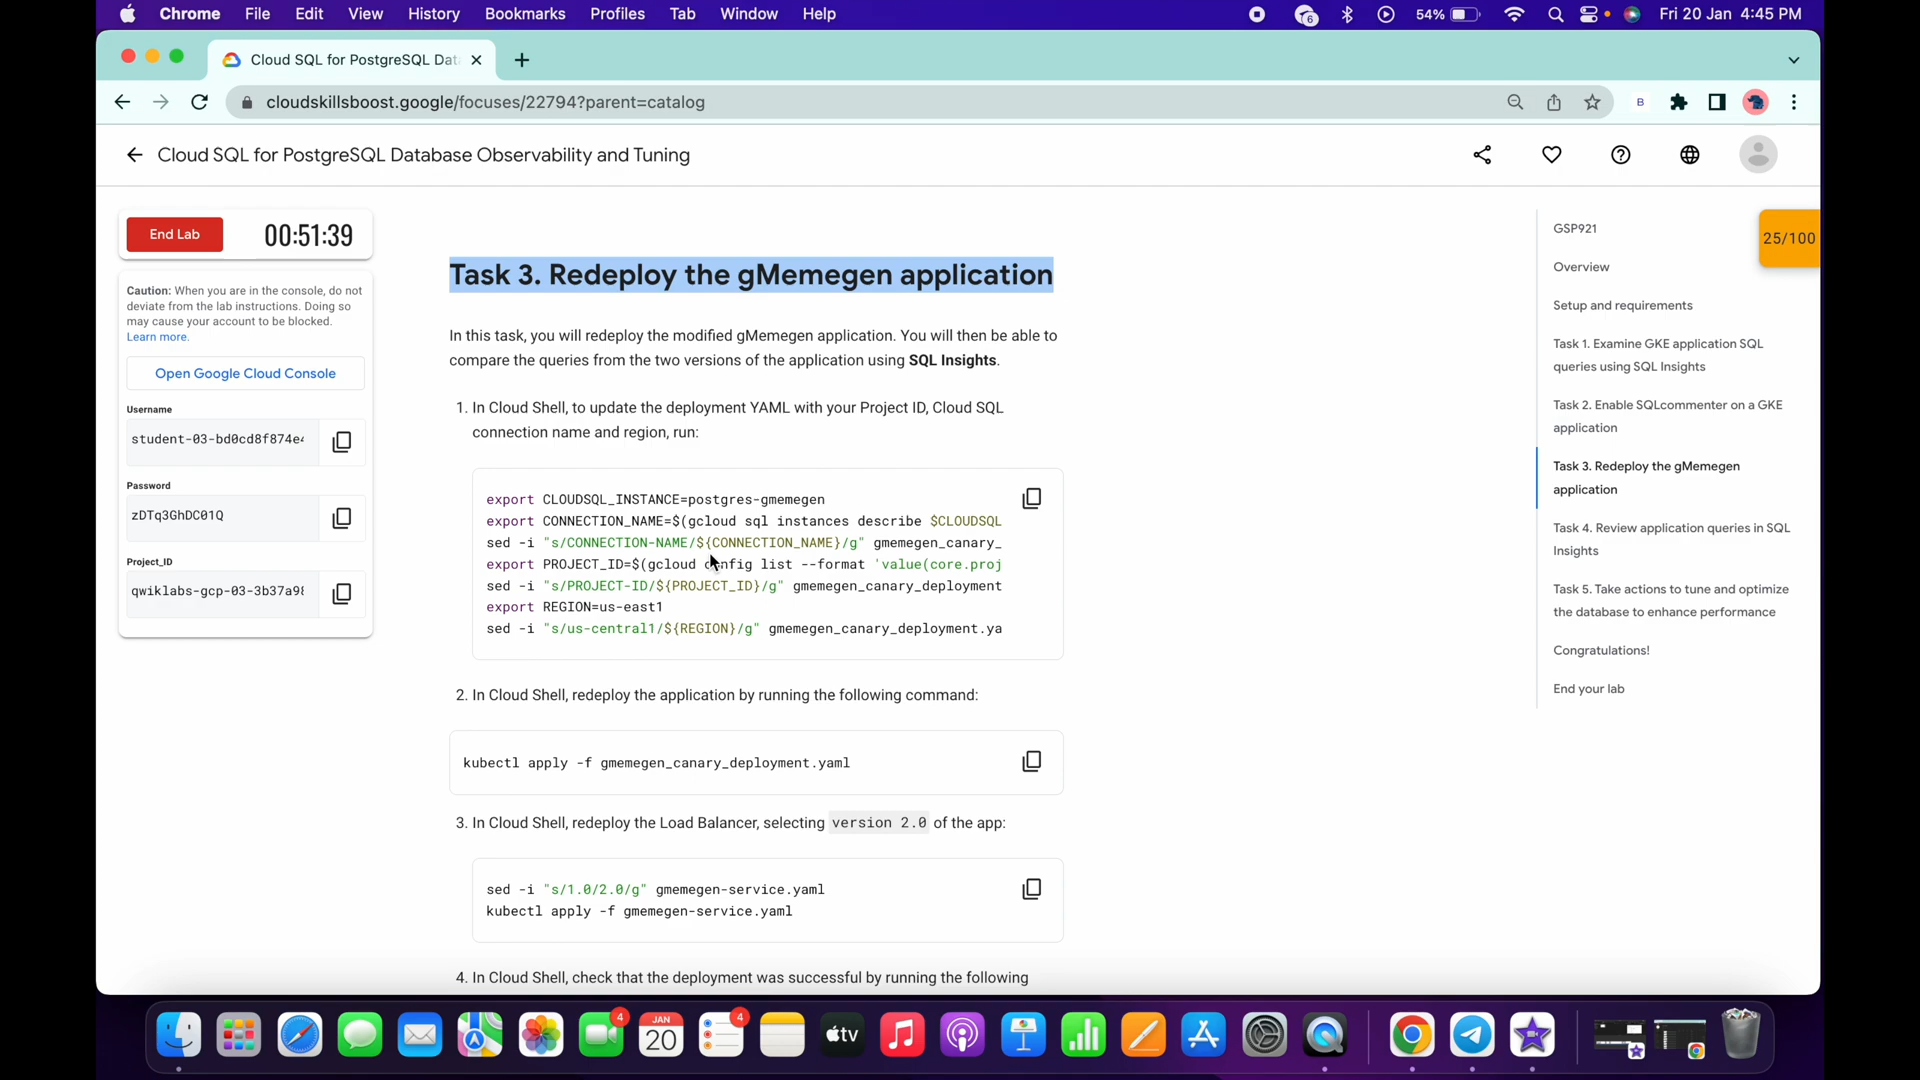 Chrome File Edit View History Bookmarks Profiles Tab Window Help
6
54%
Fri 20 Jan 4:45 PM
Cloud SQL for PostgreSQL Dat
cloudskillsboost.google/focuses/22794?parent=catalog
B
Cloud SQL for PostgreSQL Database Observability and Tuning
End Lab
00:51:39
Caution: When you are in the console, do not
deviate from the lab instructions. Doing so
may cause your account to be blocked.
Learn more.
Open Google Cloud Console
Username
student-03-bd0cd8f874e4
Password
zDTq3GhDC01Q
Project_ID
qwiklabs-gcp-03-3b37a98
Task 3. Redeploy the gMemegen application
In this task, you will redeploy the modified gMemegen application. You will then be able to
compare the queries from the two versions of the application using SQL Insights.
1. In Cloud Shell, to update the deployment YAML with your Project ID, Cloud SQL
connection name and region, run:
export CLOUDSQL_INSTANCE=postgres-gmemegen
export CONNECTION_NAME=$(gcloud sql instances describe $CLOUDSQL
sed -i "s/CONNECTION-NAME/${CONNECTION_NAME}/g" gmemegen_canary_
export PROJECT_ID=$(gcloud config list --format 'value(core.proj
sed -i "s/PROJECT-ID/${PROJECT_ID}/g" gmemegen_canary_deployment
export REGION=us-east1
sed -i "s/us-central1/${REGION}/g" gmemegen_canary_deployment.ya
2. In Cloud Shell, redeploy the application by running the following command:
kubectl apply -f gmemegen_canary_deployment.yaml
3. In Cloud Shell, redeploy the Load Balancer, selecting version 2.0 of the app:
sed -i "s/1.0/2.0/g" gmemegen-service.yaml
kubectl apply -f gmemegen-service.yaml
4. In Cloud Shell, check that the deployment was successful by running the following
GSP921
25/100
Overview
Setup and requirements
Task 1. Examine GKE application SQL
queries using SQL Insights
Task 2. Enable SQLcommenter on a GKE
application
Task 3. Redeploy the gMemegen
application
Task 4. Review application queries in SQL
Insights
Task 5. Take actions to tune and optimize
the database to enhance performance
Congratulations!
End your lab
4
JAN
20
4
tv